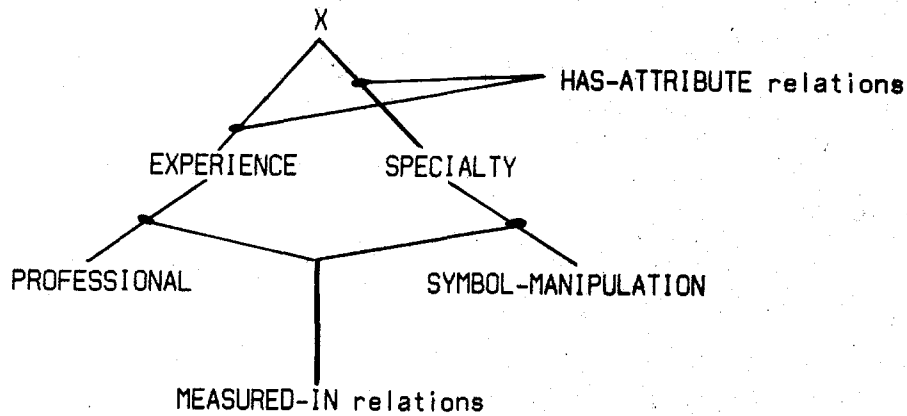 X
HAS-ATTRIBUTE relations
EXPERIENCE SPECIALTY
PROFESSIONAL SYMBOL-MANIPULATION
MEASURED-IN relations